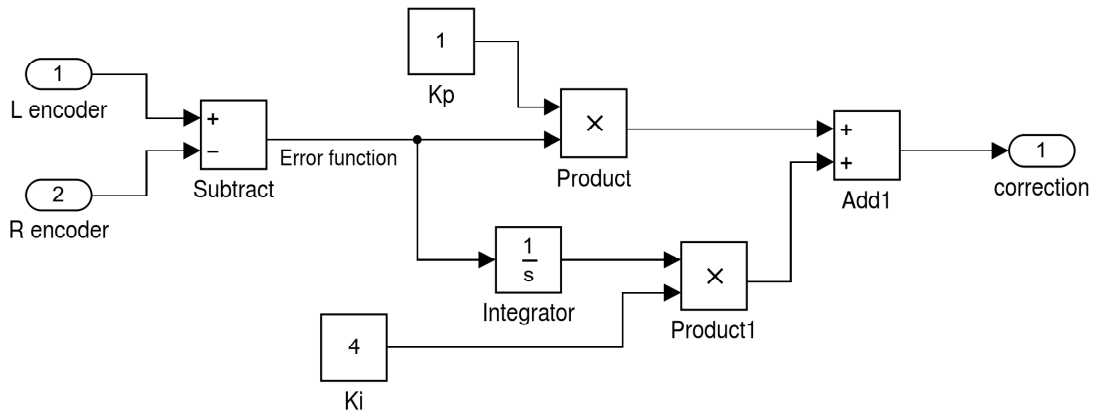 1
Kp
1
L encoder
+
−
Subtract
2
R encoder
Error function
×
Product
+
+
Add1
1
correction
1
s
Integrator
×
Product1
4
Ki